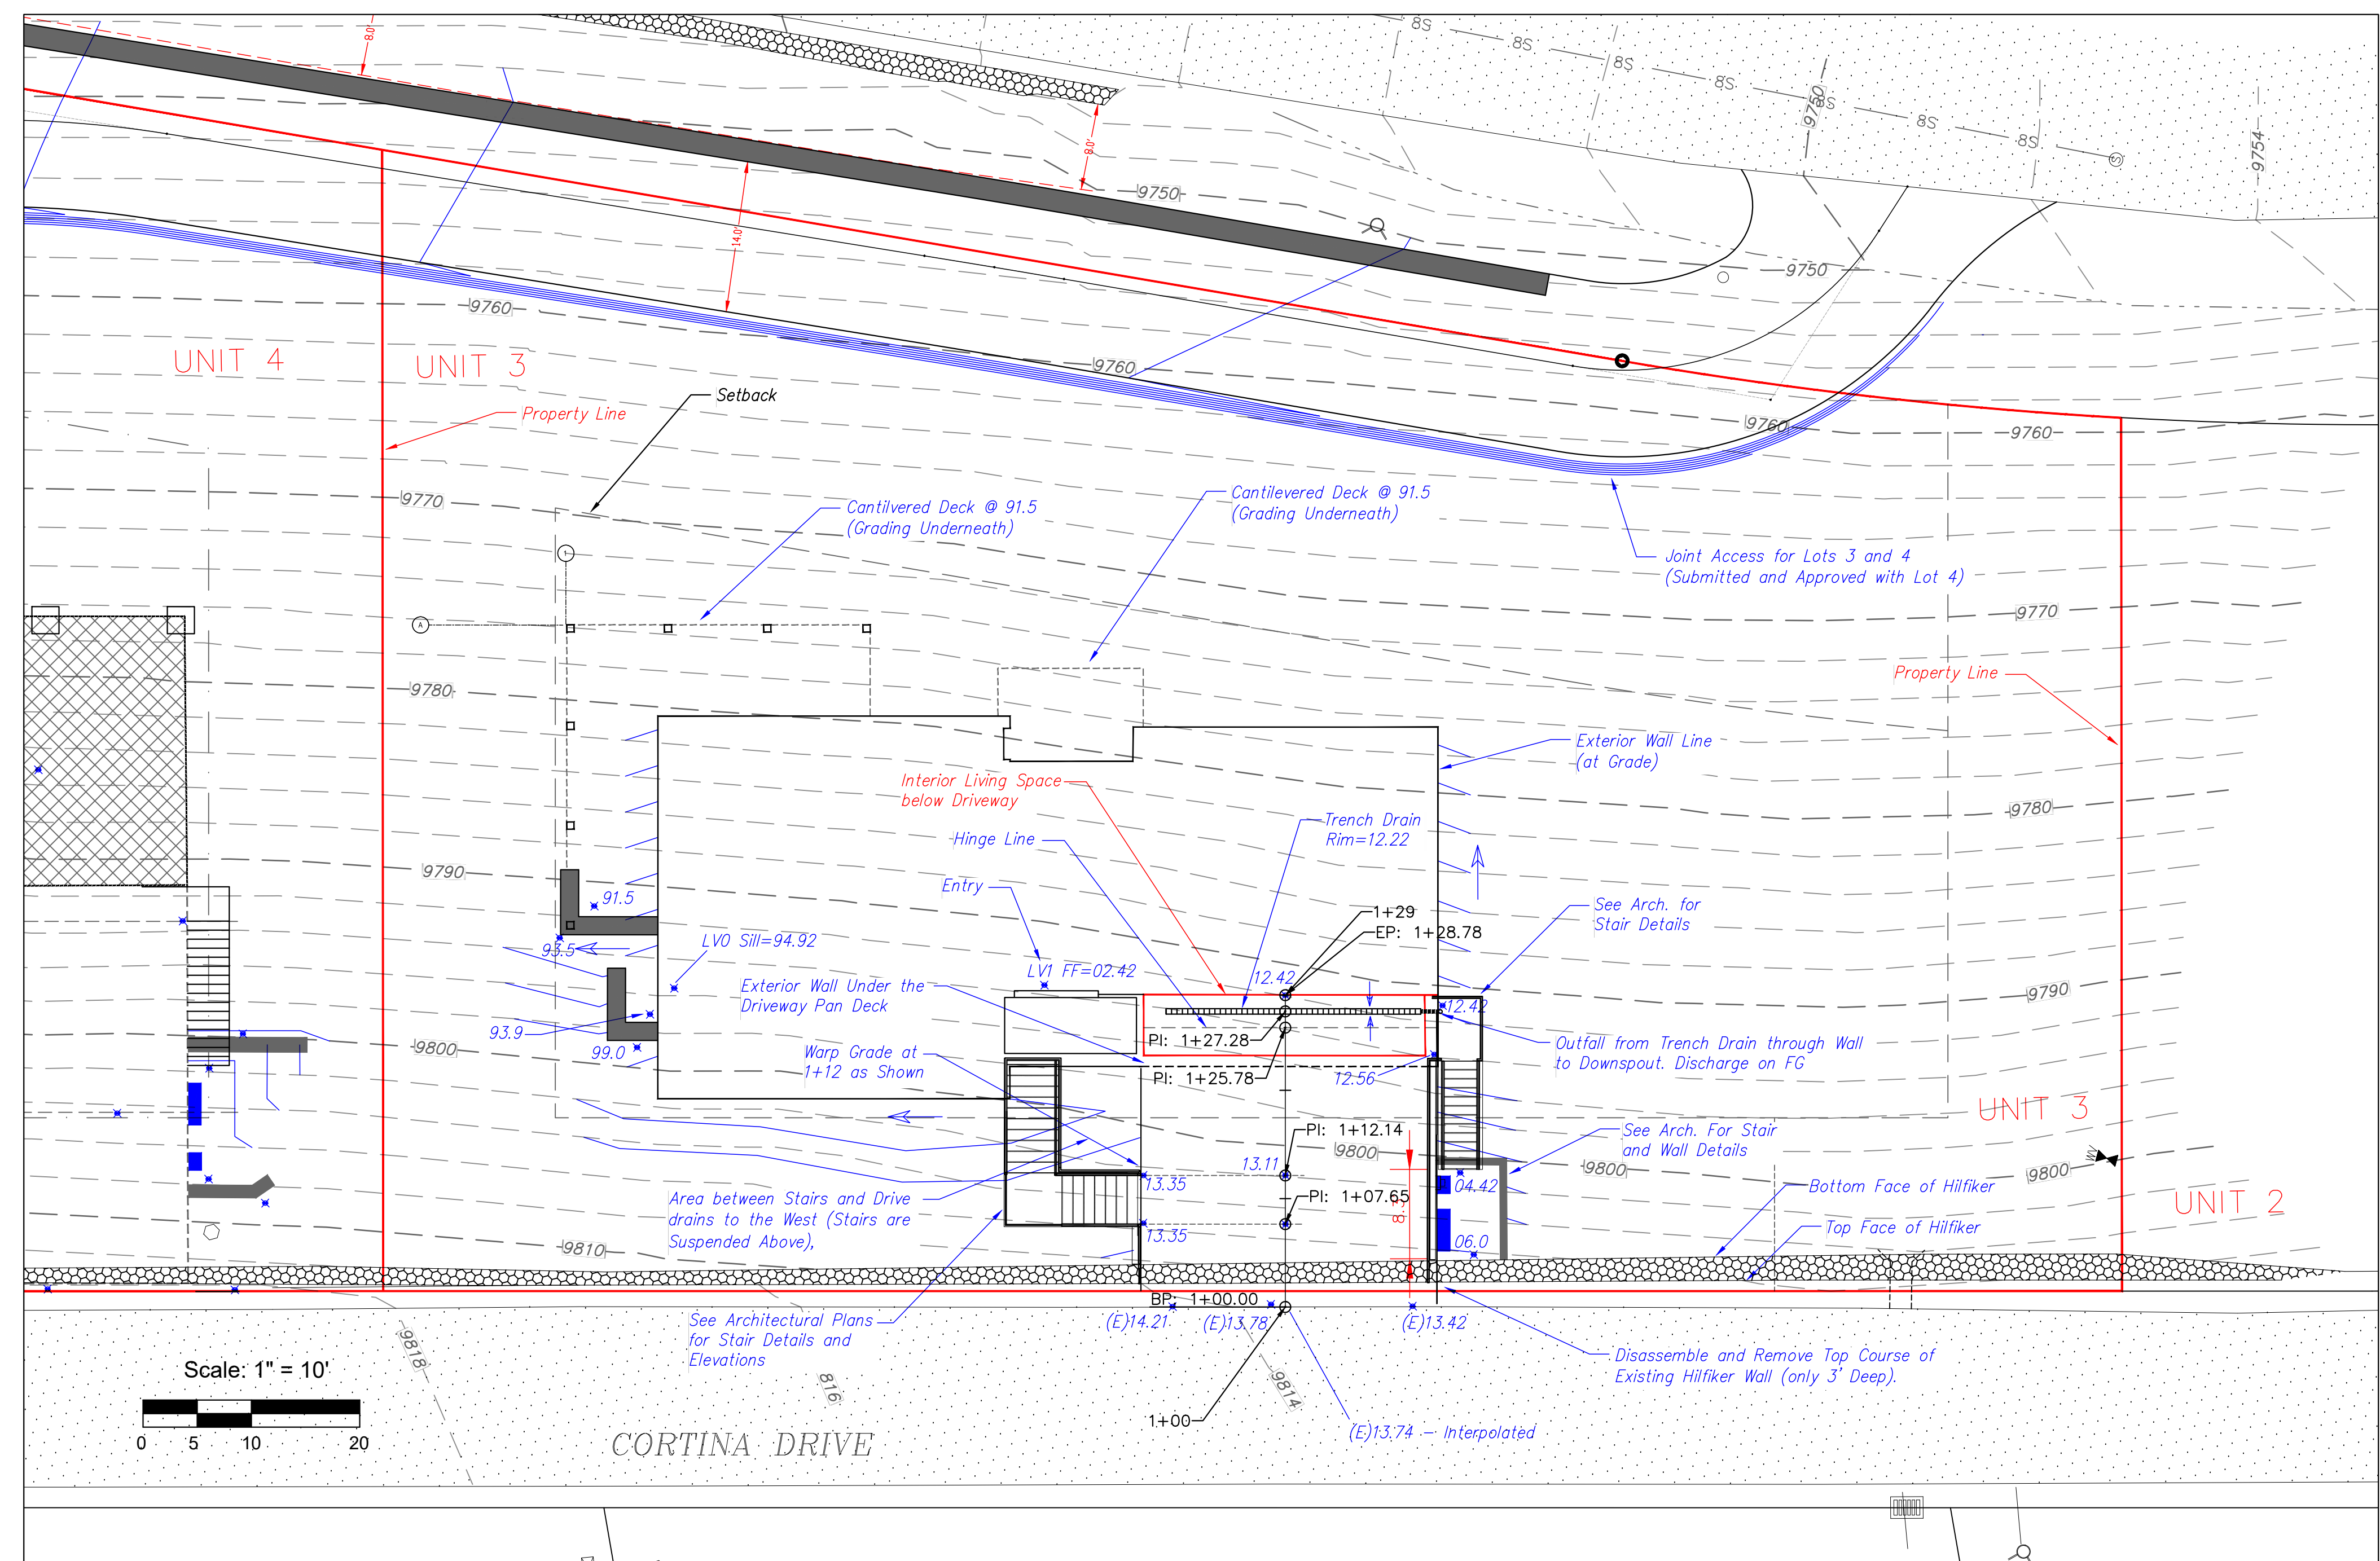 8S
8S
8S
8S
8S
8S
8S
S
8.0'
8.0'
14.0'
9750
9754
9750
9750
9760
9760
9760
9760
UNIT 4
UNIT 3
Property Line
Setback
9770
Cantilvered Deck @ 91.5
(Grading Underneath)
Cantilevered Deck @ 91.5
(Grading Underneath)
Joint Access for Lots 3 and 4
(Submitted and Approved with Lot 4)
1
A
9770
9780
Property Line
Exterior Wall Line
(at Grade)
Interior Living Space
below Driveway
9780
Trench Drain
Rim=12.22
Hinge Line
9790
Entry
91.5
93.5
1+29
EP: 1+28.78
See Arch. for
Stair Details
LV0 Sill=94.92
LV1 FF=02.42
12.42
12.42
Exterior Wall Under the
Driveway Pan Deck
9790
93.9
99.0
9800
PI: 1+27.28
Warp Grade at
1+12 as Shown
PI: 1+25.78
12.56
Outfall from Trench Drain through Wall
to Downspout. Discharge on FG
UNIT 3
PI: 1+12.14
9800
13.11
See Arch. For Stair
and Wall Details
WV
9800
9800
13.35
04.42
Area between Stairs and Drive
drains to the West (Stairs are
Suspended Above),
PI: 1+07.65
8.3
Bottom Face of Hilfiker
UNIT 2
Top Face of Hilfiker
13.35
06.0
9810
BP: 1+00.00
(E)14.21
(E)13.78
(E)13.42
See Architectural Plans
for Stair Details and
Elevations
9818
816
9814
Disassemble and Remove Top Course of
Existing Hilfiker Wall (only 3' Deep).
Scale: 1" = 10'
0 5 10 20
1+00
(E)13.74 - Interpolated
CORTINA DRIVE